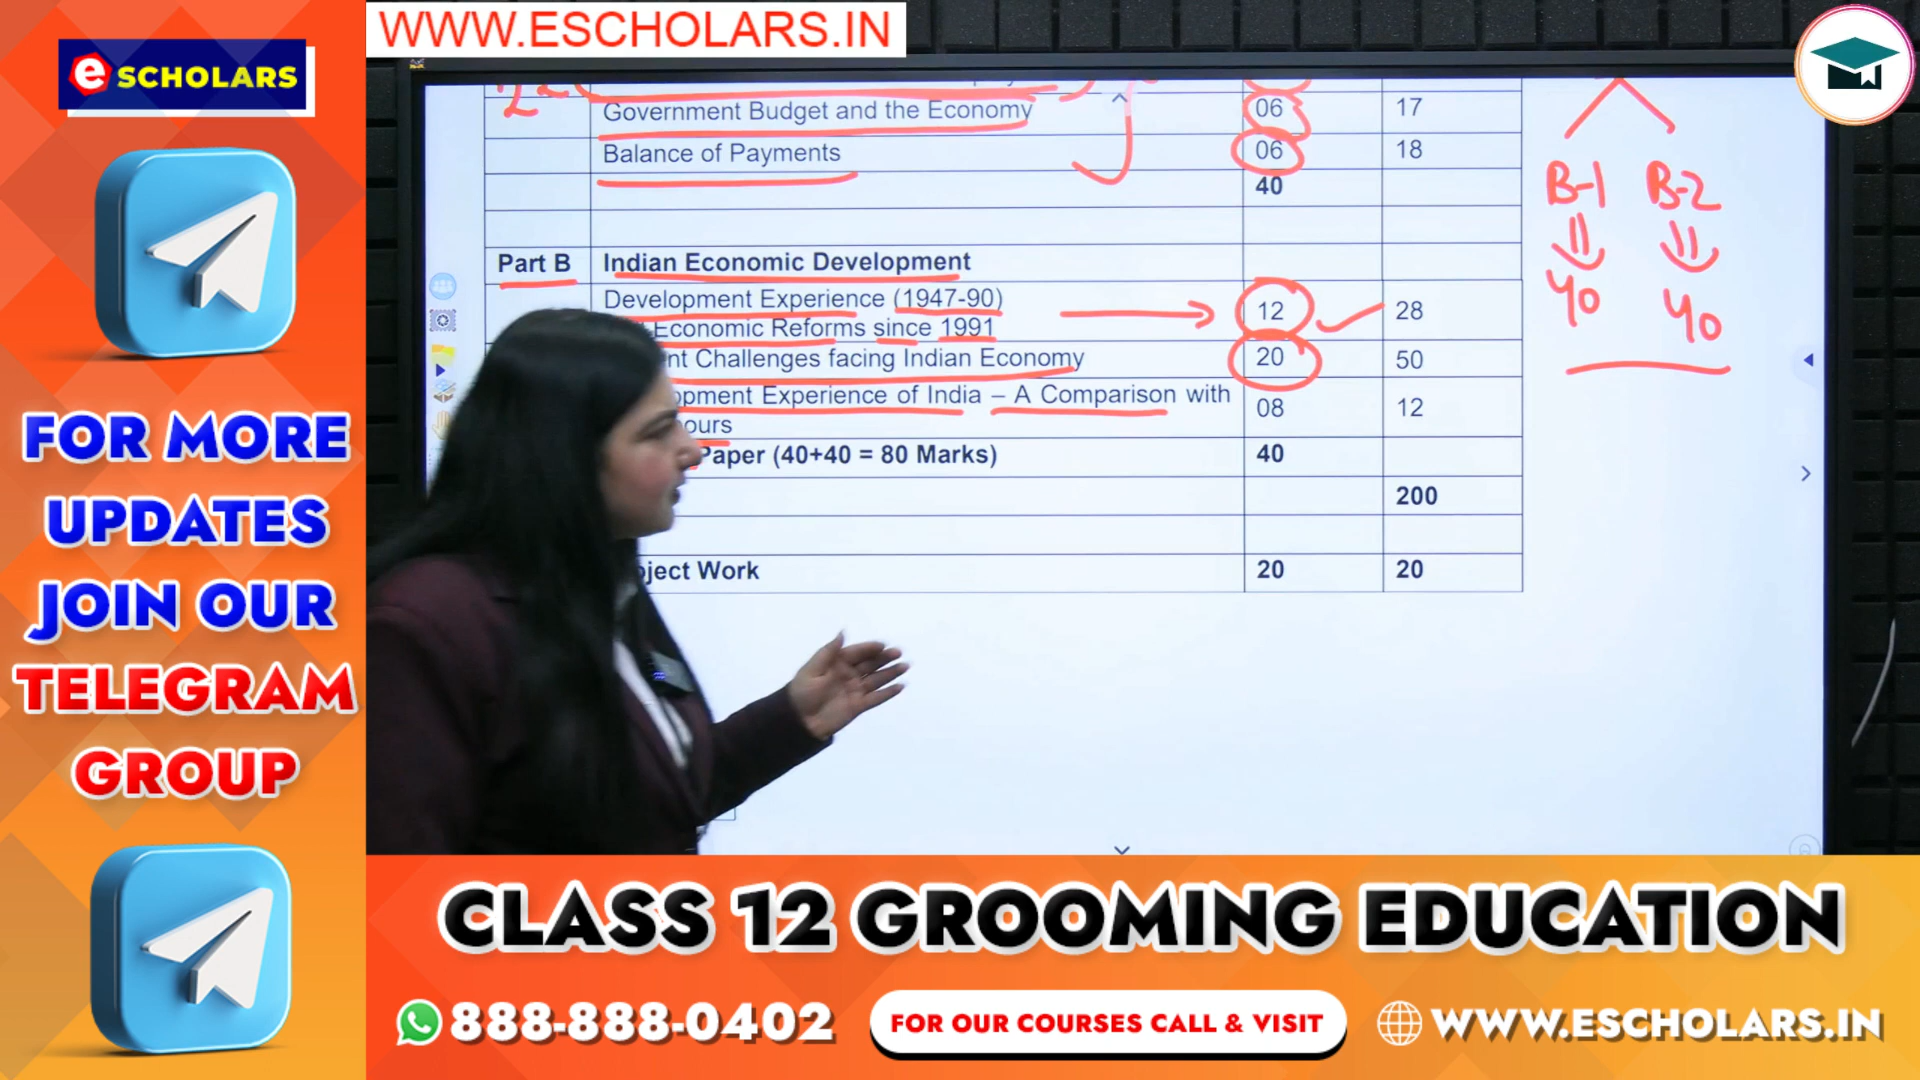 WWW.ESCHOLARS.IN
e SCHOLARS
Government Budget and the Economy 06 17
Balance of Payments 06 18
40
Part B Indian Economic Development
Development Experience (1947-90) 12 28
Economic Reforms since 1991
nt Challenges facing Indian Economy 20 50
pment Experience of India – A Comparison with 08 12
ours
Paper (40+40 = 80 Marks) 40
200
ject Work 20 20
B-1 B-2
40 40
FOR MORE
UPDATES
JOIN OUR
TELEGRAM
GROUP
CLASS 12 GROOMING EDUCATION
888-888-0402 FOR OUR COURSES CALL & VISIT WWW.ESCHOLARS.IN